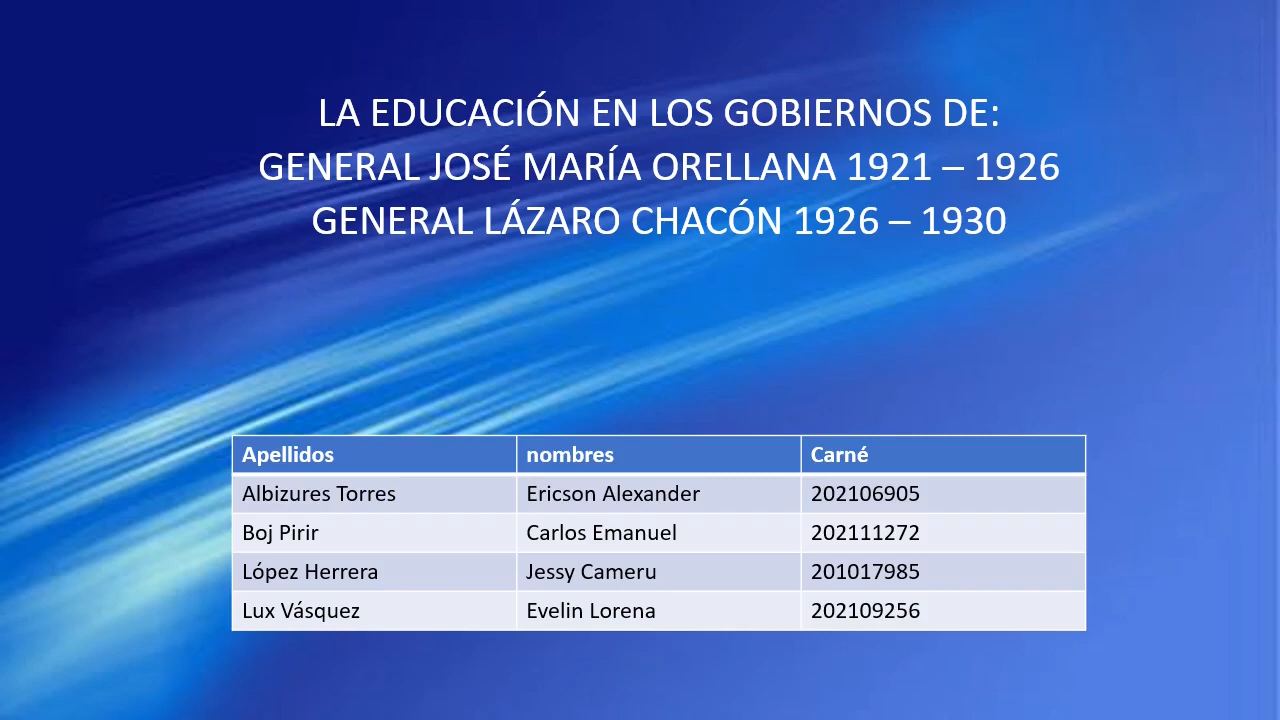 LA EDUCACIÓN EN LOS GOBIERNOS DE:
GENERAL JOSÉ MARÍA ORELLANA 1921 – 1926
GENERAL LÁZARO CHACÓN 1926 – 1930
Apellidos nombres Carné
Albizures Torres Ericson Alexander 202106905
Boj Pirir Carlos Emanuel 202111272
López Herrera Jessy Cameru 201017985
Lux Vásquez Evelin Lorena 202109256